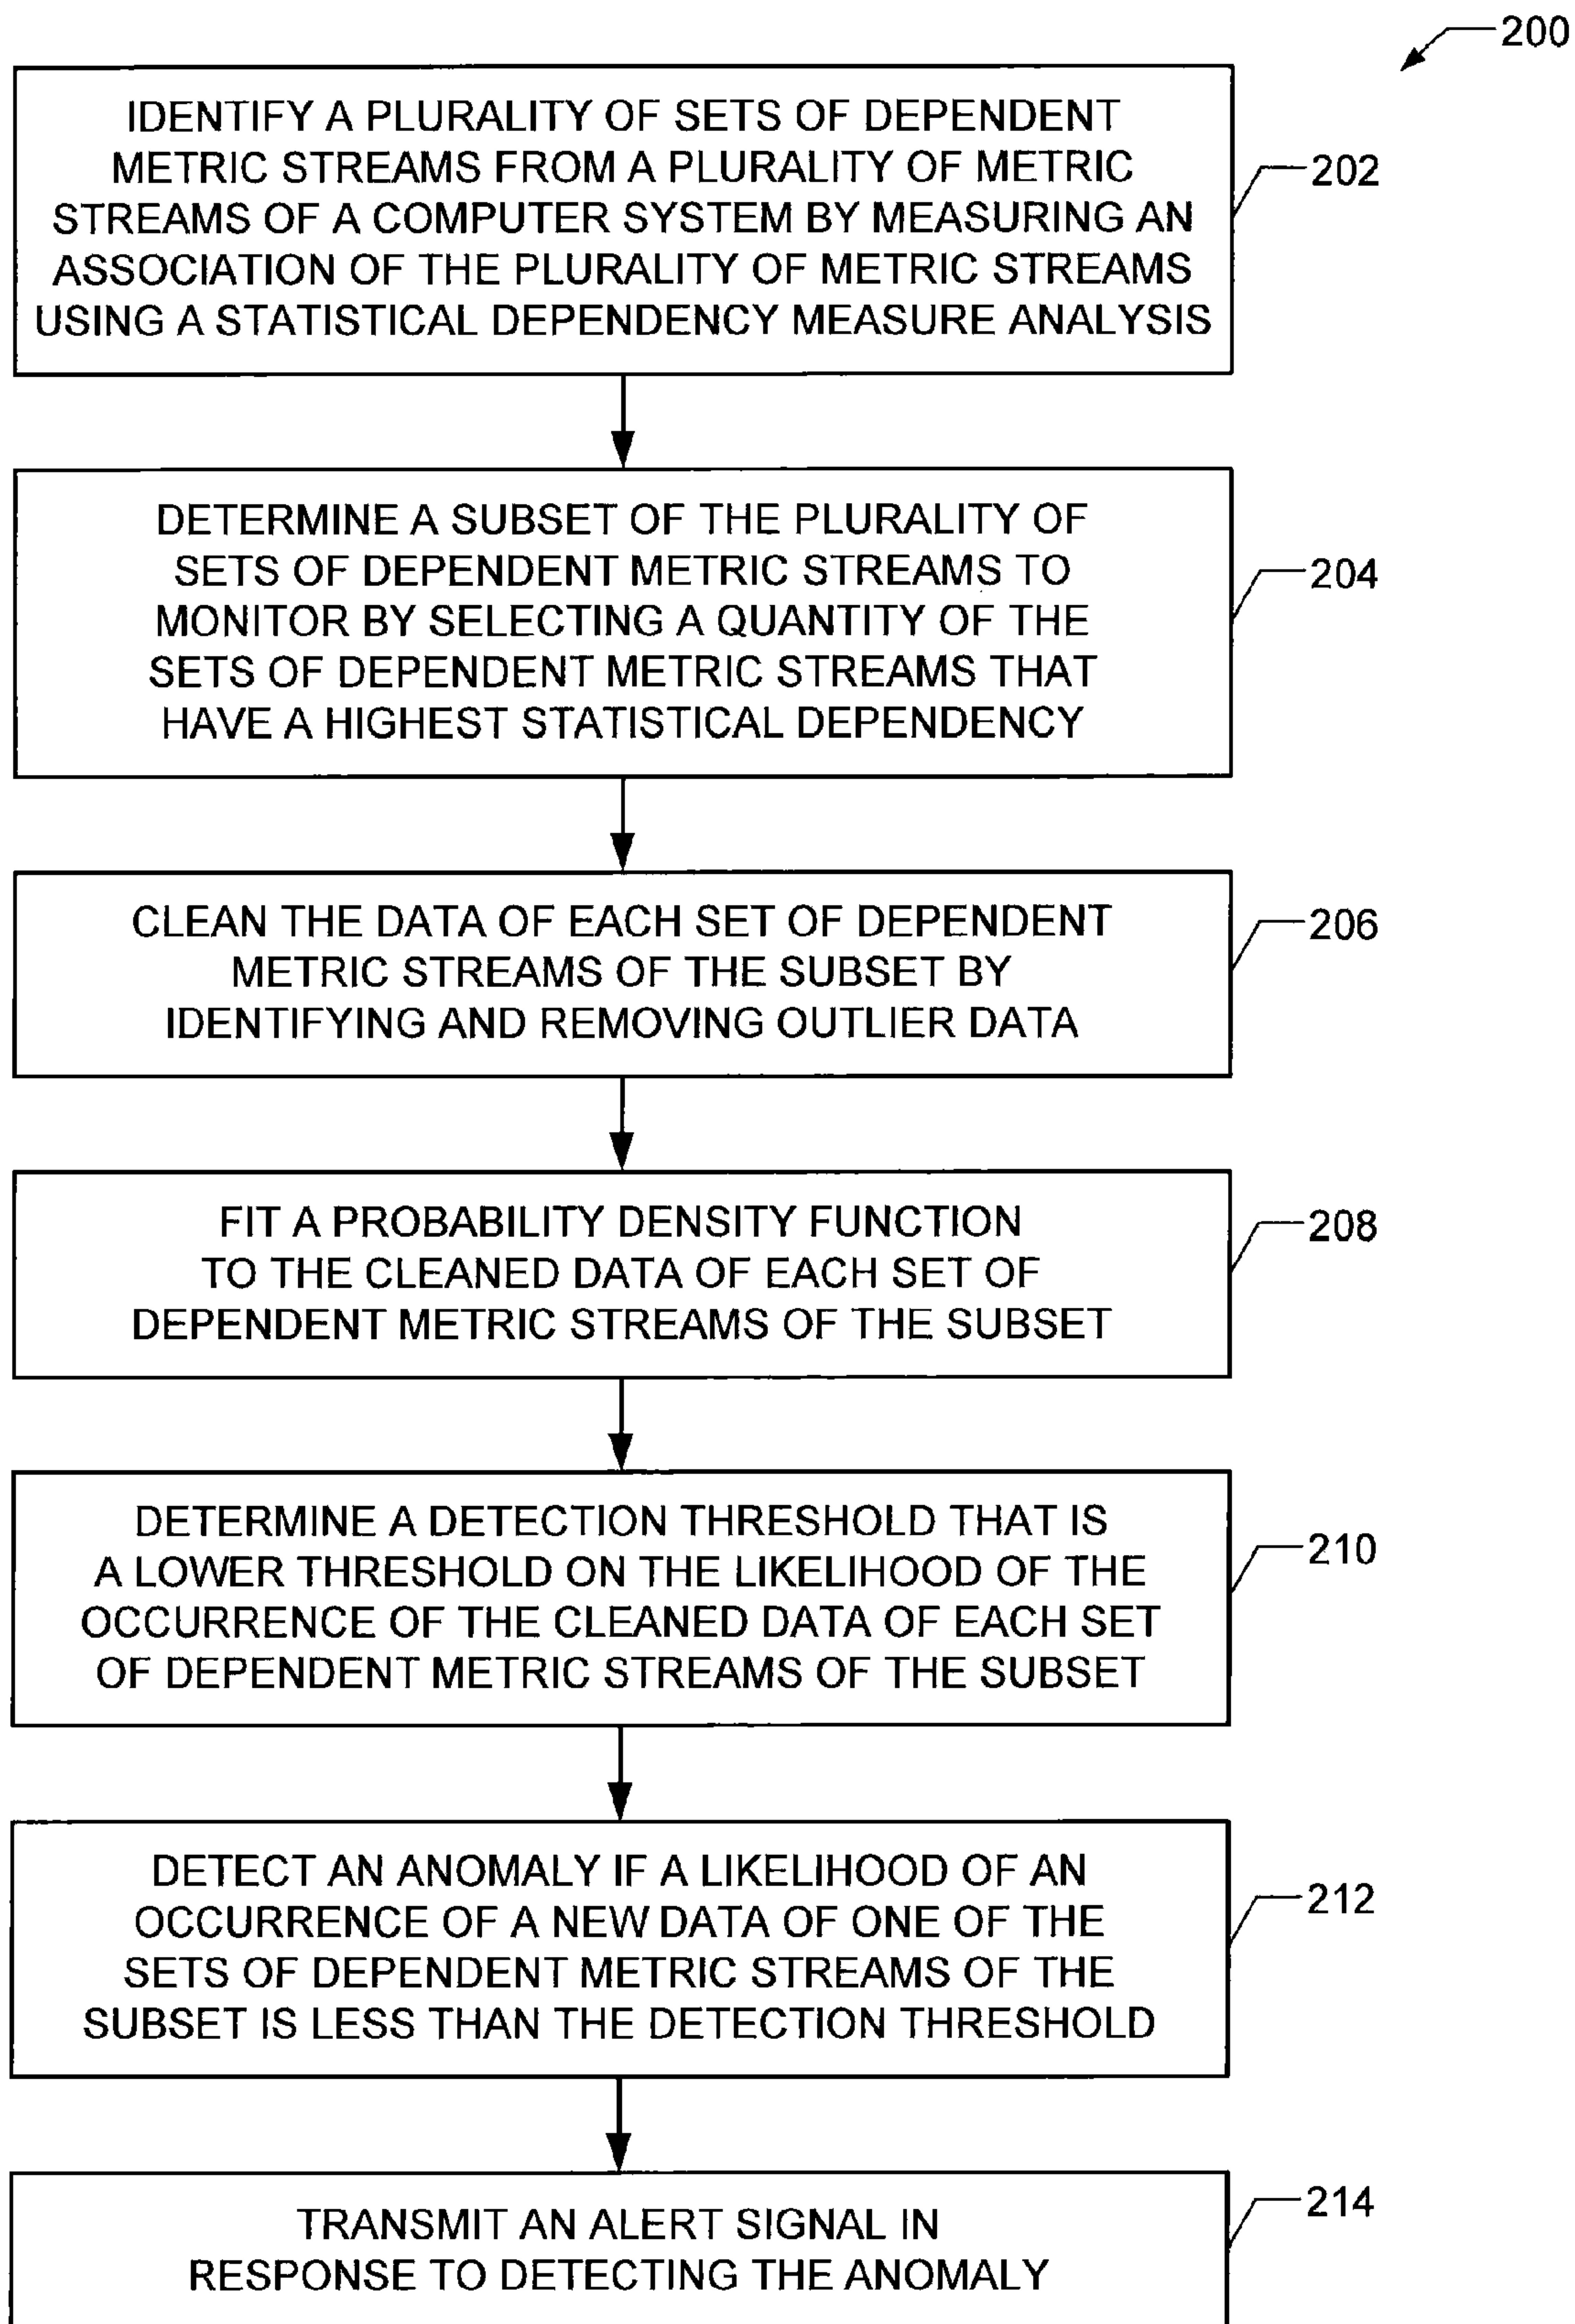 200
IDENTIFY A PLURALITY OF SETS OF DEPENDENT
METRIC STREAMS FROM A PLURALITY OF METRIC
STREAMS OF A COMPUTER SYSTEM BY MEASURING AN
ASSOCIATION OF THE PLURALITY OF METRIC STREAMS
USING A STATISTICAL DEPENDENCY MEASURE ANALYSIS
202
DETERMINE A SUBSET OF THE PLURALITY OF
SETS OF DEPENDENT METRIC STREAMS TO
MONITOR BY SELECTING A QUANTITY OF THE
SETS OF DEPENDENT METRIC STREAMS THAT
HAVE A HIGHEST STATISTICAL DEPENDENCY
204
CLEAN THE DATA OF EACH SET OF DEPENDENT
METRIC STREAMS OF THE SUBSET BY
IDENTIFYING AND REMOVING OUTLIER DATA
206
FIT A PROBABILITY DENSITY FUNCTION
TO THE CLEANED DATA OF EACH SET OF
DEPENDENT METRIC STREAMS OF THE SUBSET
208
DETERMINE A DETECTION THRESHOLD THAT IS
A LOWER THRESHOLD ON THE LIKELIHOOD OF THE
OCCURRENCE OF THE CLEANED DATA OF EACH SET
OF DEPENDENT METRIC STREAMS OF THE SUBSET
210
DETECT AN ANOMALY IF A LIKELIHOOD OF AN
OCCURRENCE OF A NEW DATA OF ONE OF THE
SETS OF DEPENDENT METRIC STREAMS OF THE
SUBSET IS LESS THAN THE DETECTION THRESHOLD
212
TRANSMIT AN ALERT SIGNAL IN
RESPONSE TO DETECTING THE ANOMALY
214